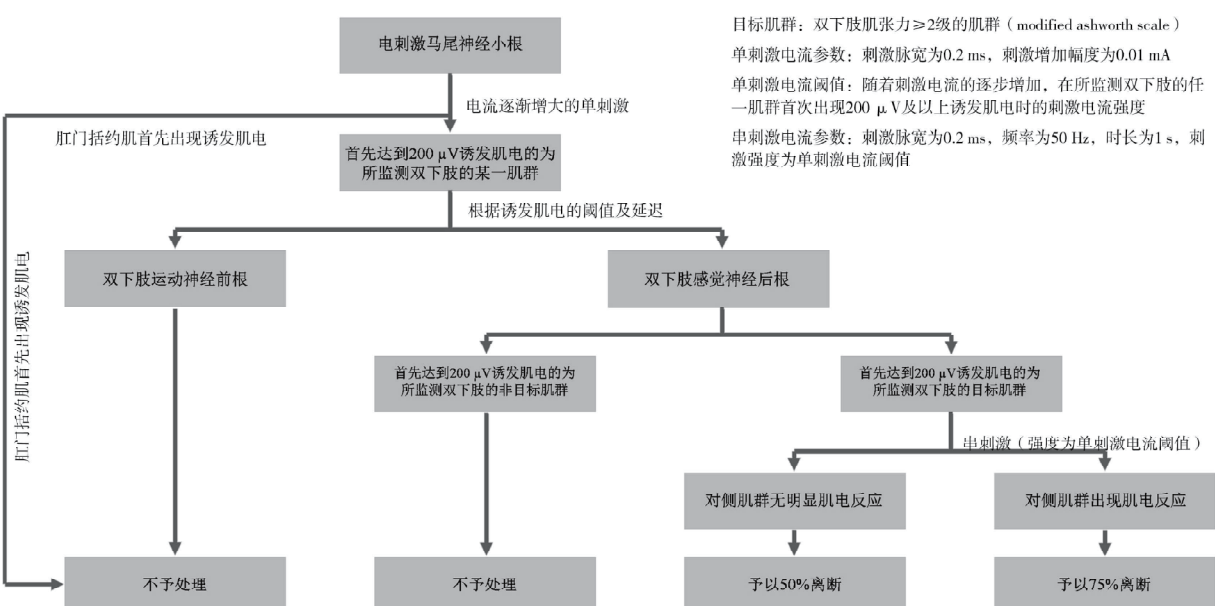 电刺激马尾神经小根
目标肌群：双下肢肌张力≥2级的肌群（modified ashworth scale）
单刺激电流参数：刺激脉宽为0.2 ms，刺激增加幅度为0.01 mA
单刺激电流阈值：随着刺激电流的逐步增加，在所监测双下肢的任
一肌群首次出现200 μV及以上诱发肌电时的刺激电流强度
串刺激电流参数：刺激脉宽为0.2 ms，频率为50 Hz，时长为1 s，刺
激强度为单刺激电流阈值
电流逐渐增大的单刺激
肛门括约肌首先出现诱发肌电
首先达到200 μV诱发肌电的为
所监测双下肢的某一肌群
根据诱发肌电的阈值及延迟
肛门括约肌首先出现诱发肌电
双下肢运动神经前根
双下肢感觉神经后根
首先达到200 μV诱发肌电的为
所监测双下肢的非目标肌群
首先达到200 μV诱发肌电的为
所监测双下肢的目标肌群
串刺激（强度为单刺激电流阈值）
对侧肌群无明显肌电反应
对侧肌群出现肌电反应
不予处理
不予处理
予以50%离断
予以75%离断